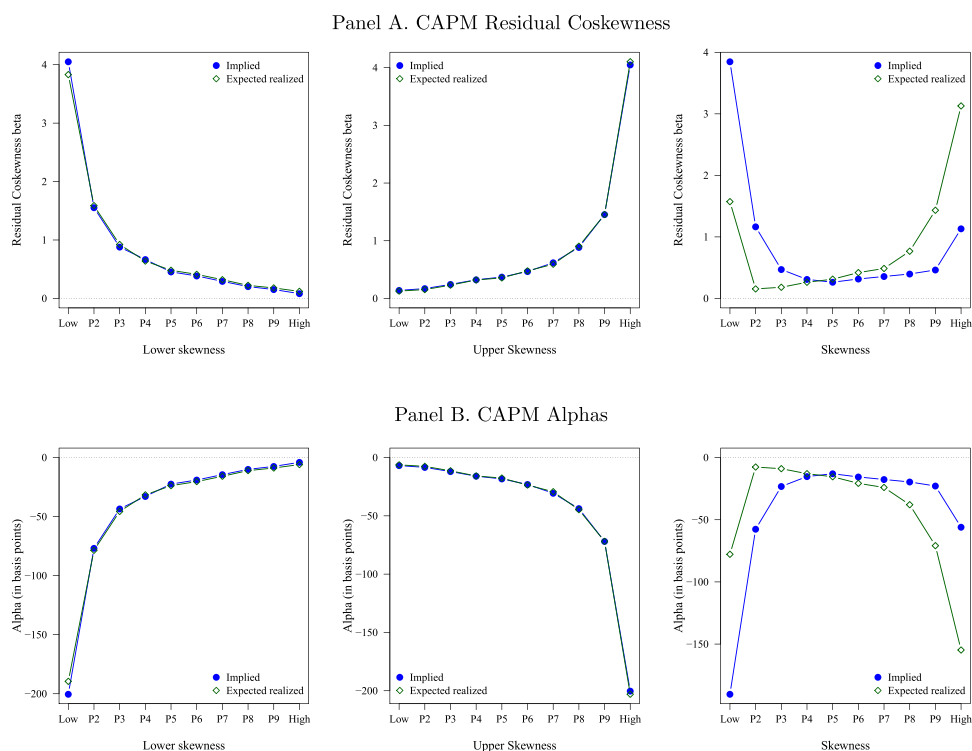 Panel A. CAPM Residual Coskewness
Residual Coskewness beta
4
3
2
1
0
Implied
Expected realized
Low P2 P3 P4 P5 P6 P7 P8 P9 High
Lower skewness
Residual Coskewness beta
4
3
2
1
0
Implied
Expected realized
Low P2 P3 P4 P5 P6 P7 P8 P9 High
Upper Skewness
Residual Coskewness beta
4
3
2
1
0
Implied
Expected realized
Low P2 P3 P4 P5 P6 P7 P8 P9 High
Skewness
Panel B. CAPM Alphas
Alpha (in basis points)
0
−50
−100
−150
−200
Implied
Expected realized
Low P2 P3 P4 P5 P6 P7 P8 P9 High
Lower skewness
Alpha (in basis points)
0
−50
−100
−150
−200
Implied
Expected realized
Low P2 P3 P4 P5 P6 P7 P8 P9 High
Upper Skewness
Alpha (in basis points)
0
−50
−100
−150
Implied
Expected realized
Low P2 P3 P4 P5 P6 P7 P8 P9 High
Skewness